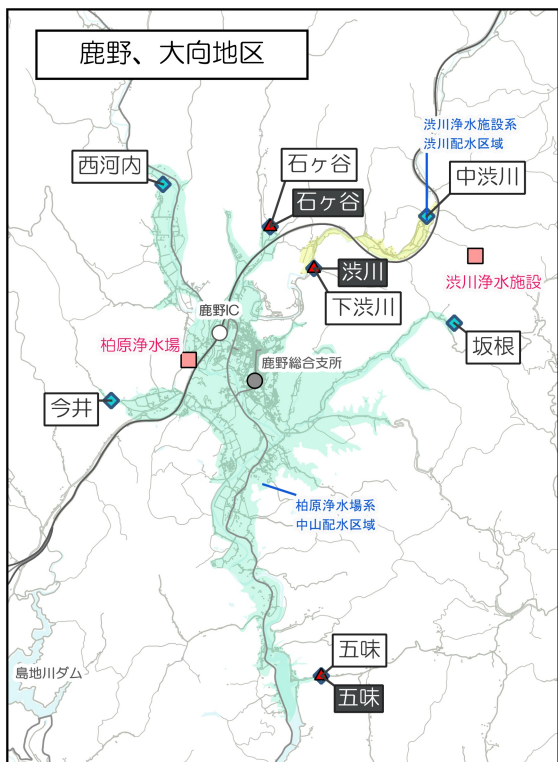 鹿野、大向地区
渋川浄水施設系
渋川配水区域
西河内
石ヶ谷
石ヶ谷
中渋川
渋川
渋川浄水施設
下渋川
鹿野IC
柏原浄水場
鹿野総合支所
坂根
今井
柏原浄水場系
中山配水区域
五味
島地川ダム
五味